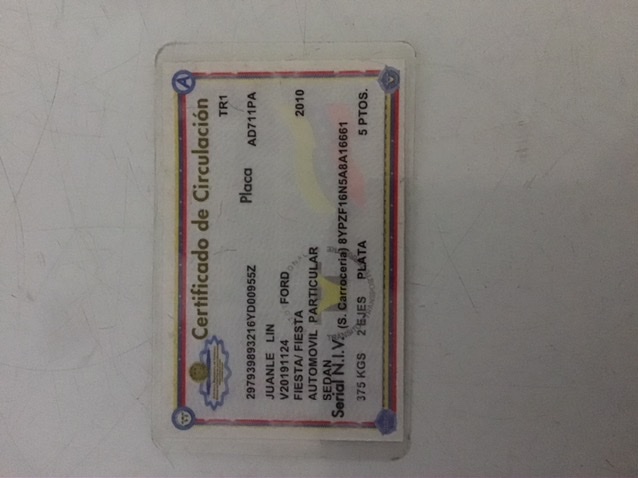 Certificado de Circulación
TR1
Placa
297939893216YD00955Z AD711PA
JUANLE LIN
V20191124 FORD
FIESTA/ FIESTA 2010
AUTOMOVIL PARTICULAR
SEDAN
Serial N.I.V. (S. Carroceria) 8YPZF16N5A8A16661
375 KGS 2 EJES PLATA 5 PTOS.